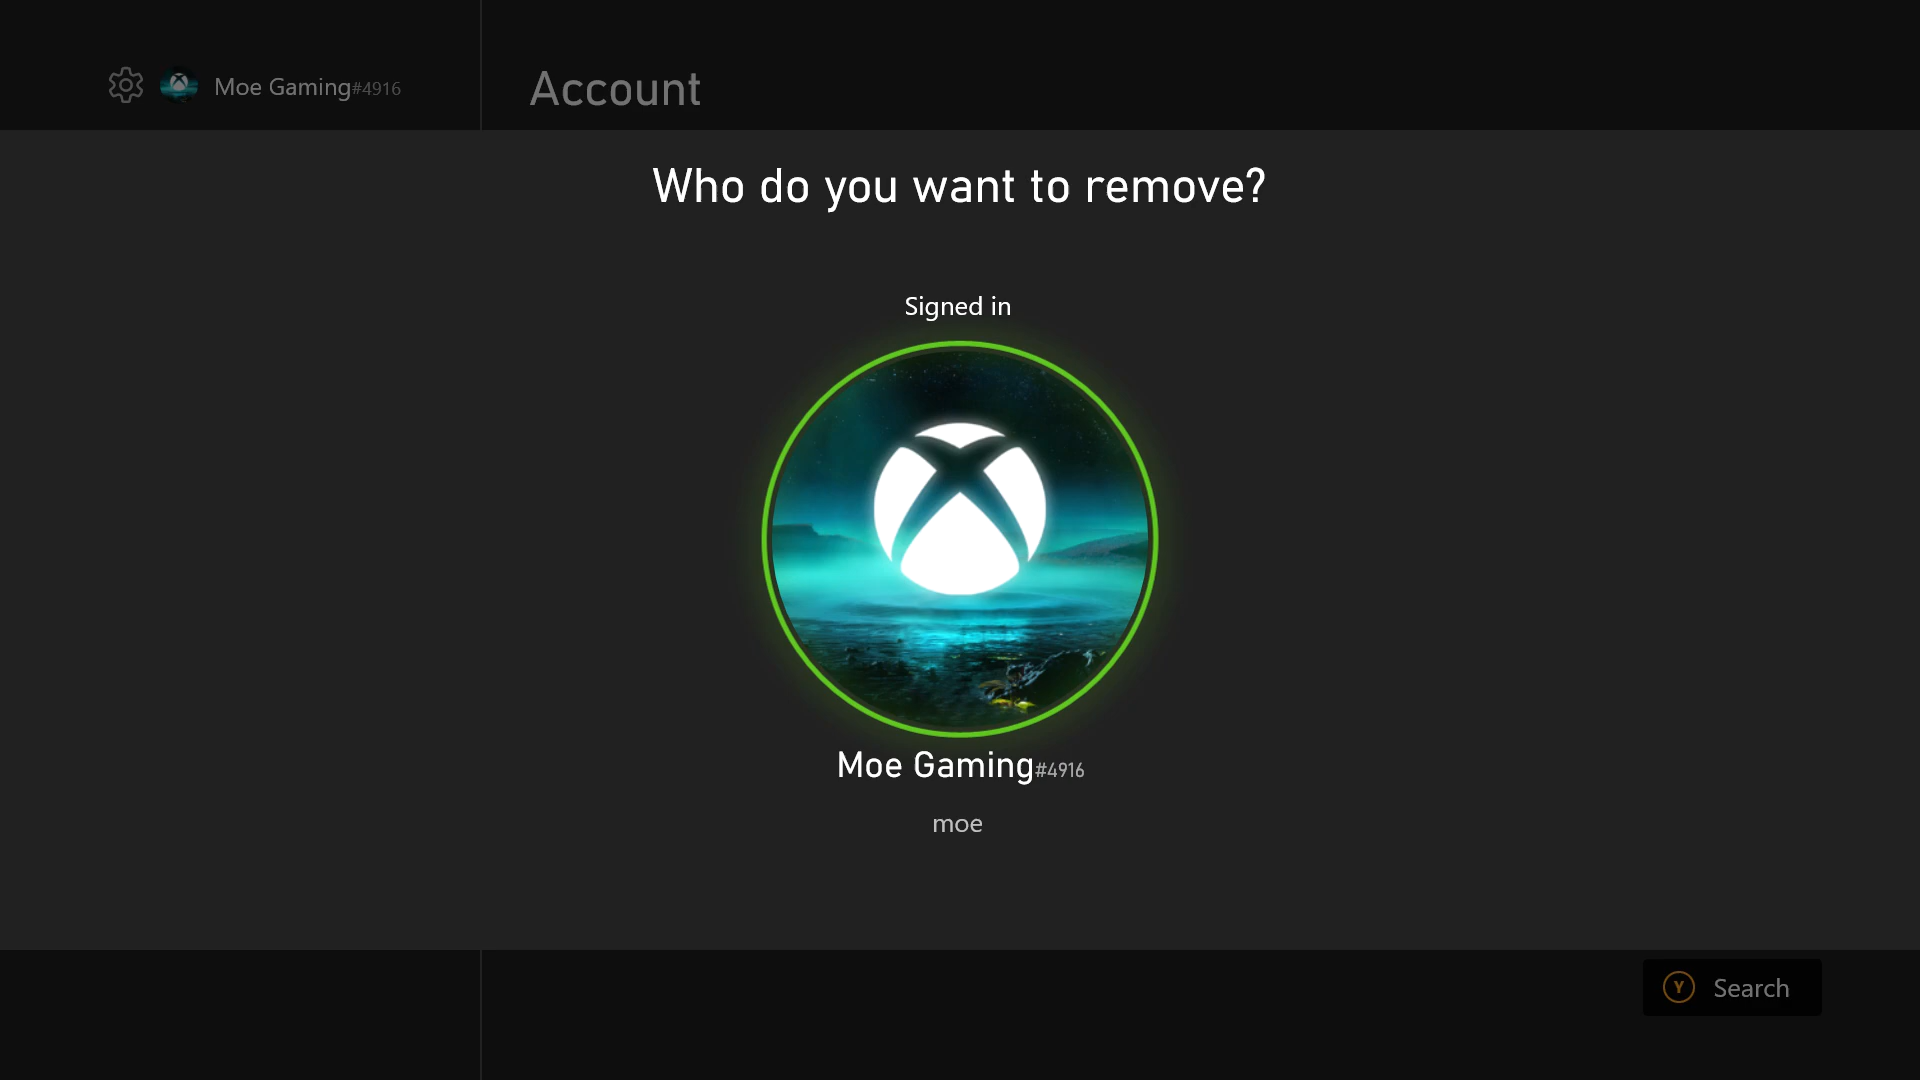 Moe Gaming#4916
Account
Who do you want to remove?
Signed in
Moe Gaming#4916
moe
Y Search